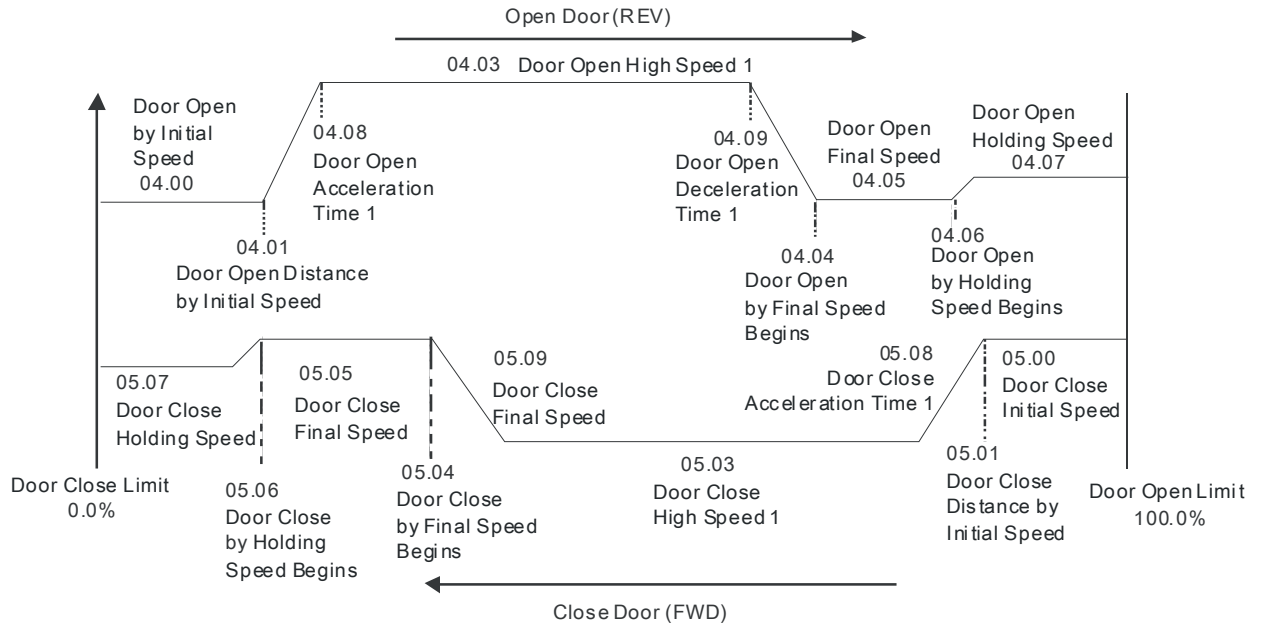 Open Door (REV)
04.03 Door Open High Speed 1
Door Open
by Initial
Speed
04.00
04.08
Door Open
Acceleration
Time 1
04.09
Door Open
Deceleration
Time 1
Door Open
Final Speed
04.05
Door Open
Holding Speed
04.07
04.01
Door Open Distance
by Initial Speed
04.04
Door Open
by Final Speed
Begins
04.06
Door Open
by Holding
Speed Begins
05.07
Door Close
Holding Speed
05.05
Door Close
Final Speed
05.09
Door Close
Final Speed
05.08
Door Close
Acceleration Time 1
05.00
Door Close
Initial Speed
Door Close Limit
0.0%
05.06
Door Close
by Holding
Speed Begins
05.04
Door Close
by Final Speed
Begins
05.03
Door Close
High Speed 1
05.01
Door Close
Distance by
Initial Speed
Door Open Limit
100.0%
Close Door (FWD)